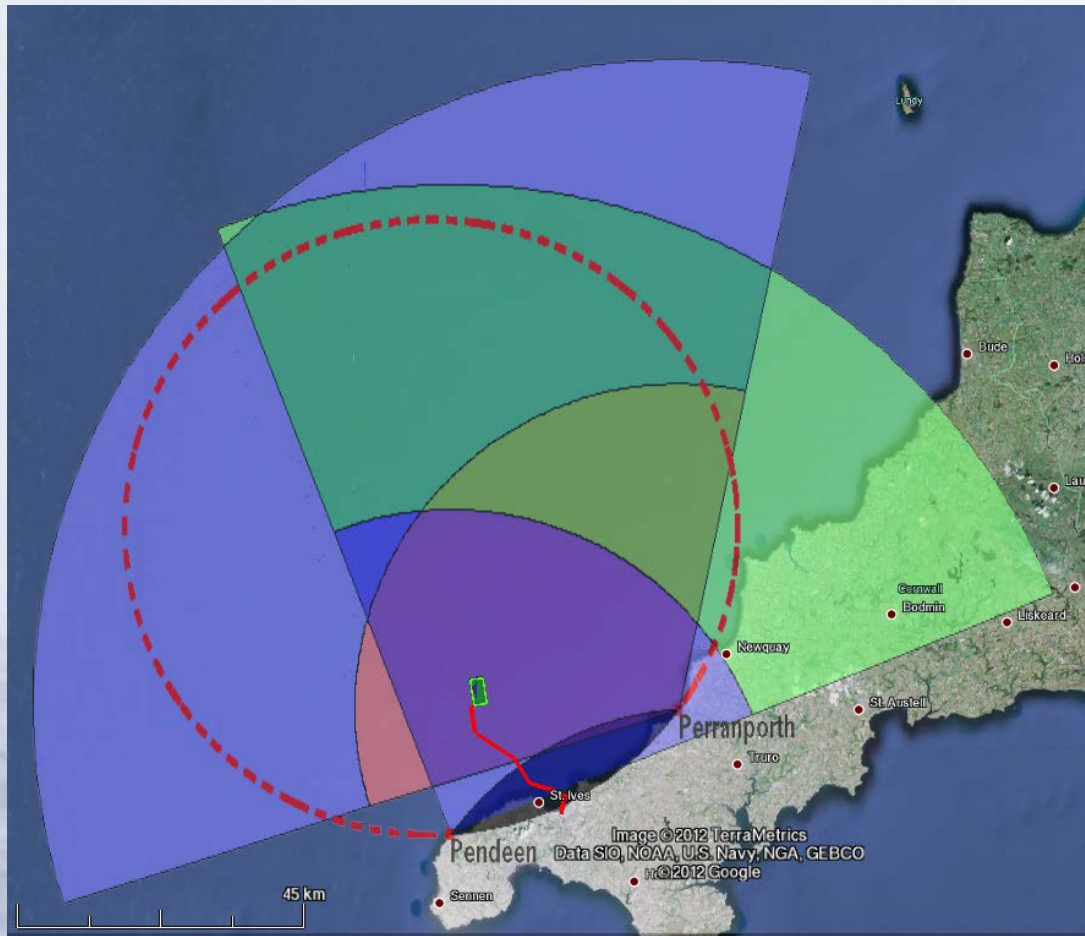 Lundy
Bude
Cornwall
Bodmin
Liskeard
Newquay
St. Austell
Perranporth
Truro
St. Ives
Image © 2012 TerraMetrics
Pendeen
Data SIO, NOAA, U.S. Navy, NGA, GEBCO
© 2012 Google
45 km
Sennen